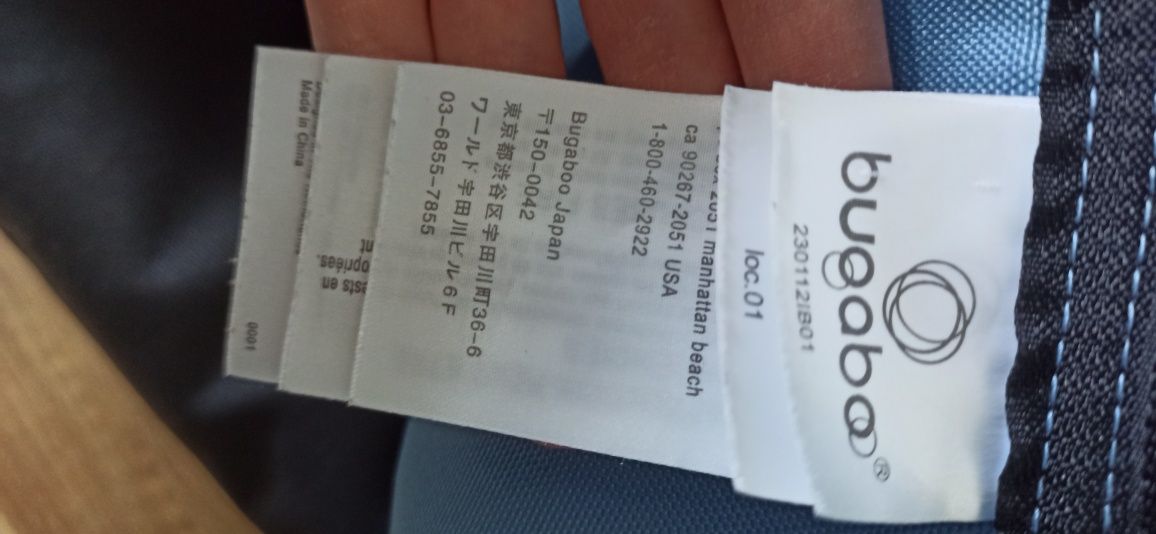 bugaboo®
230112IB01
loc.01
2051 manhattan beach
ca 90267-2051 USA
1-800-460-2922
Bugaboo Japan
〒150-0042
東京都渋谷区宇田川町36-6
ワールド宇田川ビル6F
03-6855-7855
en
opriées.
Made in China
0001